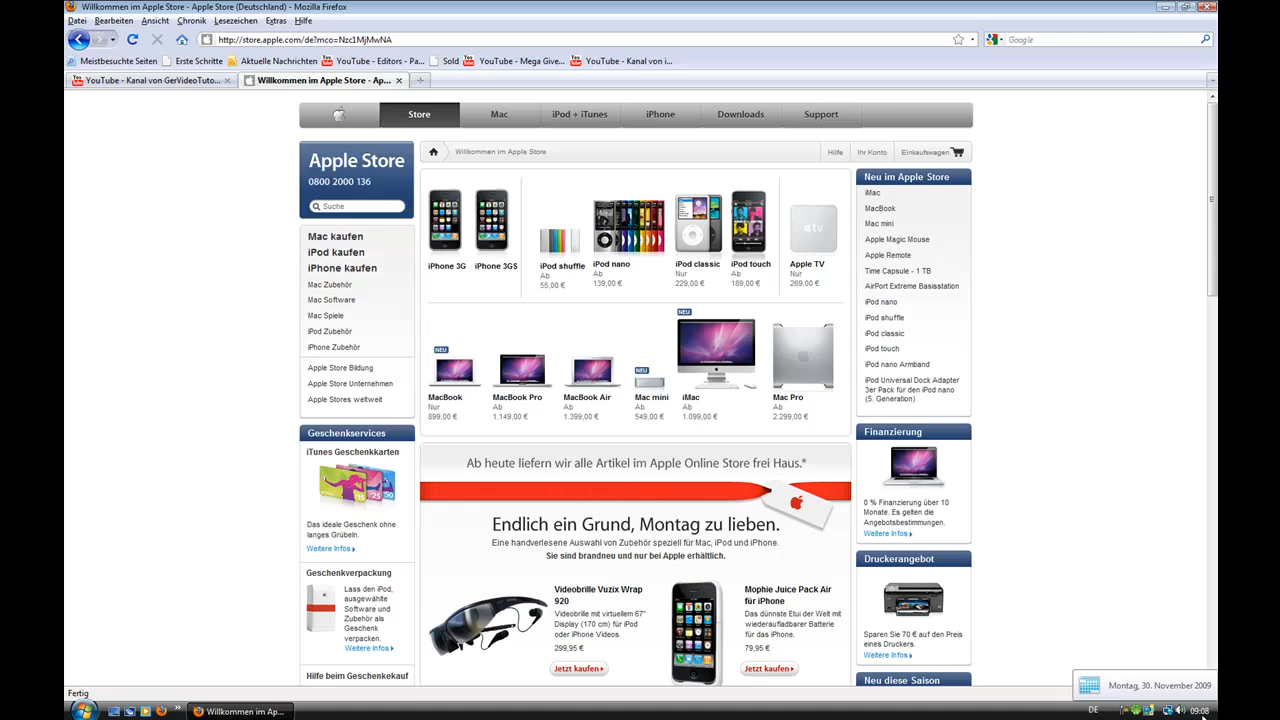 Willkommen im Apple Store - Apple Store (Deutschland) - Mozilla Firefox
Datei Bearbeiten Ansicht Chronik Lesezeichen Extras Hilfe
http://store.apple.com/de?mco=Nzc1MjMwNA
Google
Meistbesuchte Seiten Erste Schritte Aktuelle Nachrichten YouTube - Editors - Pa... Sold YouTube - Mega Give... YouTube - Kanal von i...
YouTube - Kanal von GerVideoTuto... Willkommen im Apple Store - Ap...
Store Mac iPod + iTunes iPhone Downloads Support
Apple Store
0800 2000 136
Suche
Willkommen im Apple Store
Hilfe Ihr Konto Einkaufswagen
Mac kaufen
iPod kaufen
iPhone kaufen
Mac Zubehör
Mac Software
Mac Spiele
iPod Zubehör
iPhone Zubehör
Apple Store Bildung
Apple Store Unternehmen
Apple Stores weltweit
Geschenkservices
iTunes Geschenkkarten
Das ideale Geschenk ohne
langes Grübeln.
Weitere Infos
Geschenkverpackung
Lass den iPod,
ausgewählte
Software und
Zubehör als
Geschenk
verpacken.
Weitere Infos
Hilfe beim Geschenkekauf
iPhone 3G
iPhone 3GS
iPod shuffle
Ab
55,00 €
iPod nano
Ab
139,00 €
iPod classic
Nur
229,00 €
iPod touch
Ab
189,00 €
tv
Apple TV
Nur
269,00 €
NEU
MacBook
Nur
899,00 €
MacBook Pro
Ab
1.149,00 €
MacBook Air
Ab
1.399,00 €
NEU
Mac mini
Ab
549,00 €
NEU
iMac
Ab
1.099,00 €
Mac Pro
Ab
2.299,00 €
Ab heute liefern wir alle Artikel im Apple Online Store frei Haus.*
Endlich ein Grund, Montag zu lieben.
Eine handverlesene Auswahl von Zubehör speziell für Mac, iPod und iPhone.
Sie sind brandneu und nur bei Apple erhältlich.
Videobrille Vuzix Wrap
920
Videobrille mit virtuellem 67"
Display (170 cm) für iPod
oder iPhone Videos.
299,95 €
Jetzt kaufen
Mophie Juice Pack Air
für iPhone
Das dünnste Etui der Welt mit
wiederaufladbarer Batterie
für das iPhone.
79,95 €
Jetzt kaufen
Neu im Apple Store
iMac
MacBook
Mac mini
Apple Magic Mouse
Apple Remote
Time Capsule - 1 TB
AirPort Extreme Basisstation
iPod nano
iPod shuffle
iPod classic
iPod touch
iPod nano Armband
iPod Universal Dock Adapter
3er Pack für den iPod nano
(5. Generation)
Finanzierung
0 % Finanzierung über 10
Monate. Es gelten die
Angebotsbestimmungen.
Weitere Infos
Druckerangebot
Sparen Sie 70 € auf den Preis
eines Druckers.
Weitere Infos
Neu diese Saison
Montag, 30. November 2009
Fertig
Willkommen im Ap...
DE
09:08